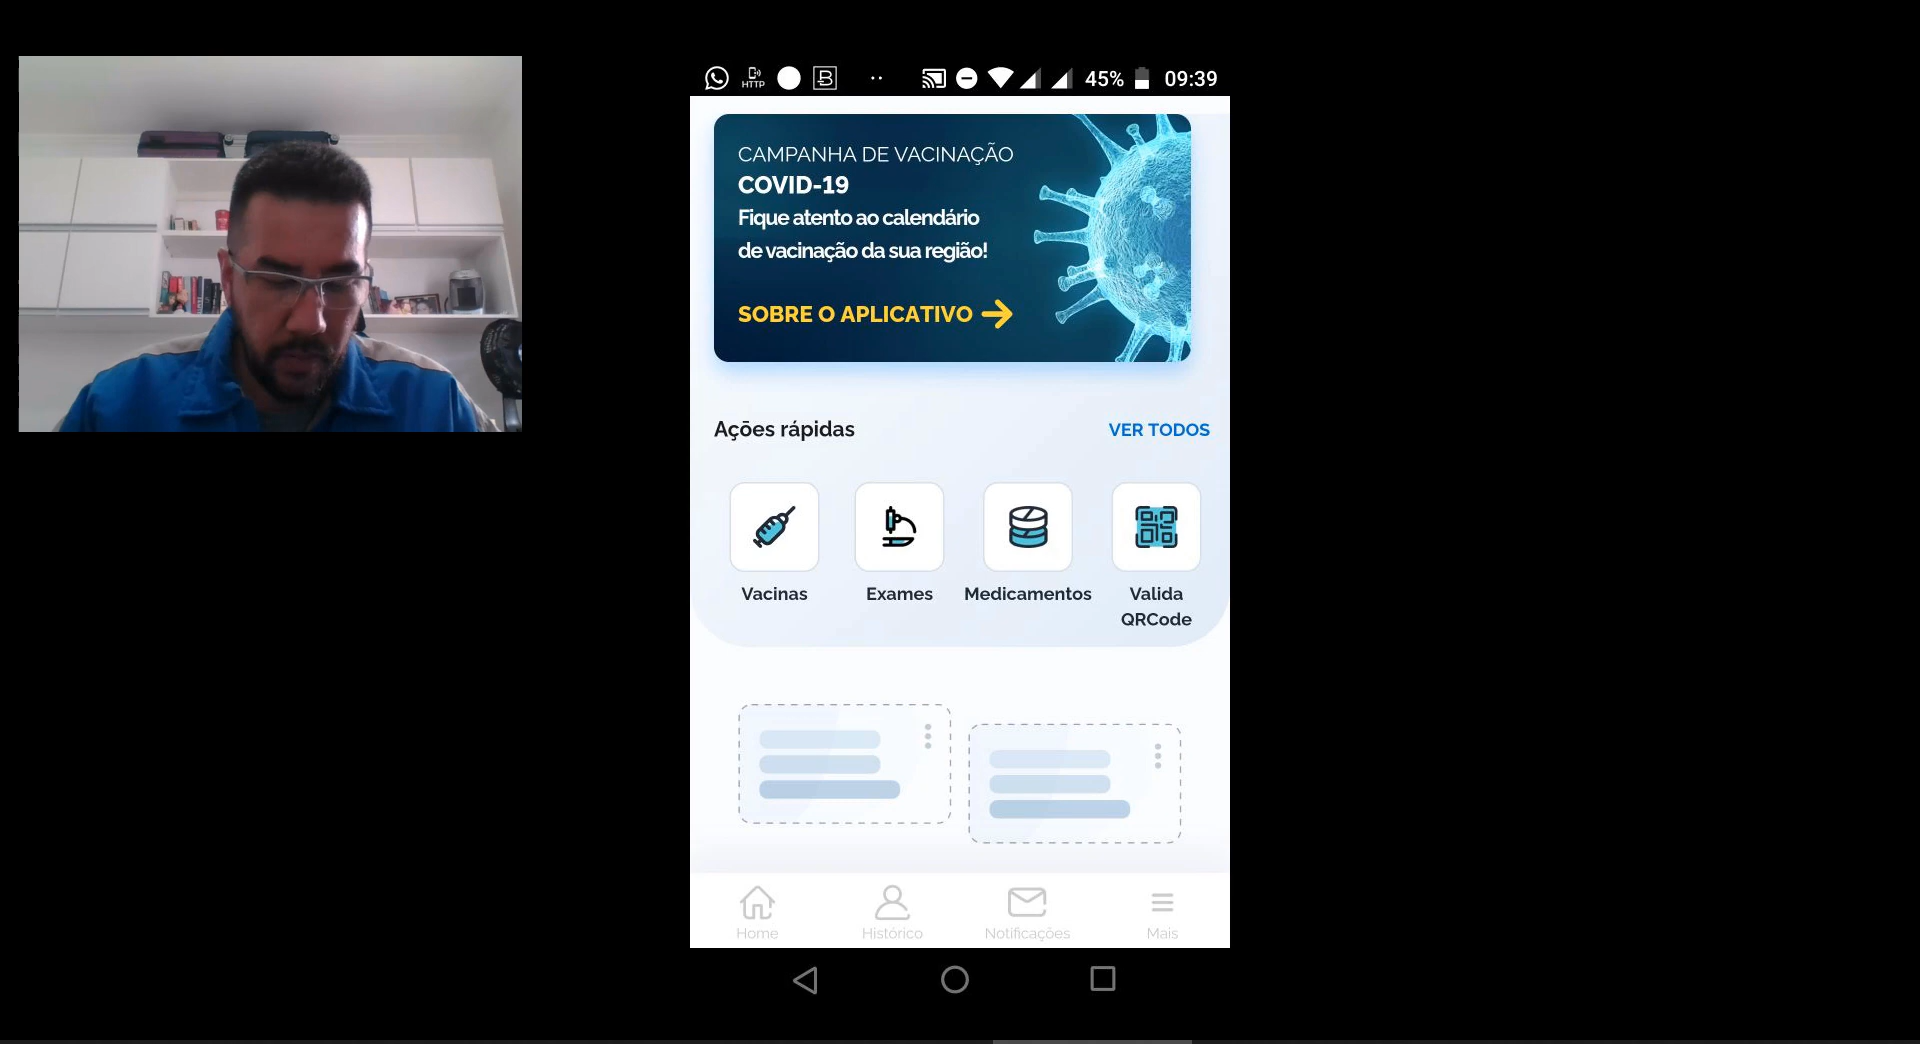 HTTP
B
45%
09:39
CAMPANHA DE VACINAÇÃO
COVID-19
Fique atento ao calendário
de vacinação da sua região!
SOBRE O APLICATIVO
Ações rápidas
VER TODOS
Vacinas
Exames
Medicamentos
Valida
QRCode
Home
Histórico
Notificações
Mais